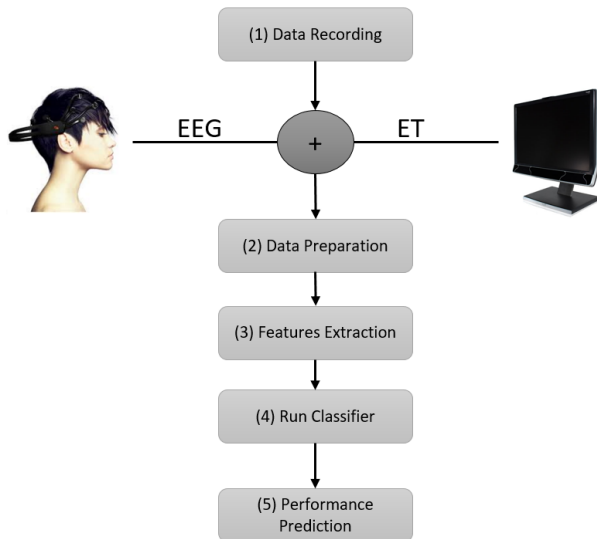 (1) Data Recording
EEG
+
ET
(2) Data Preparation
(3) Features Extraction
(4) Run Classifier
(5) Performance
Prediction